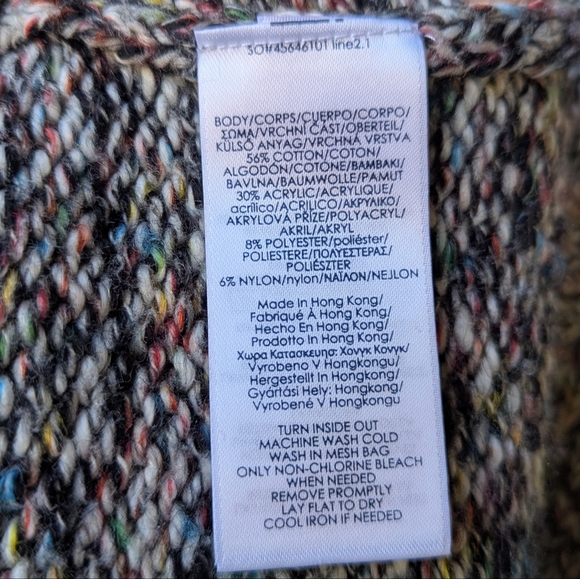 SO1r45646T01 line2.1
BODY/CORPS/CUERPO/CORPO/
ΣΩΜΑ/VRCHNÍ ČÁST/OBERTEIL/
KÜLSŐ ANYAG/VRCHNÁ VRSTVA
56% COTTON/COTON/
ALGODÓN/COTONE/ΒΑΜΒΑΚΙ/
BAVLNA/BAUMWOLLE/PAMUT
30% ACRYLIC/ACRYLIQUE/
acrílico/ACRILICO/ΑΚΡΥΛΙΚΟ/
AKRYLOVÁ PŘÍZE/POLYACRYL/
AKRIL/AKRYL
8% POLYESTER/poliéster/
POLIESTERE/ΠΟΛΥΕΣΤΕΡΑΣ/
POLIÉSZTER
6% NYLON/nylon/ΝΑΪΛΟΝ/NEJLON
Made In Hong Kong/
Fabriqué À Hong Kong/
Hecho En Hong Kong/
Prodotto In Hong Kong/
Χωρα Κατασκευησ: Χονγκ Κονγκ/
Vyrobeno V Hongkongu/
Hergestellt In Hongkong/
Gyártási Hely: Hongkong/
Vyrobené V Hongkongu
TURN INSIDE OUT
MACHINE WASH COLD
WASH IN MESH BAG
ONLY NON-CHLORINE BLEACH
WHEN NEEDED
REMOVE PROMPTLY
LAY FLAT TO DRY
COOL IRON IF NEEDED